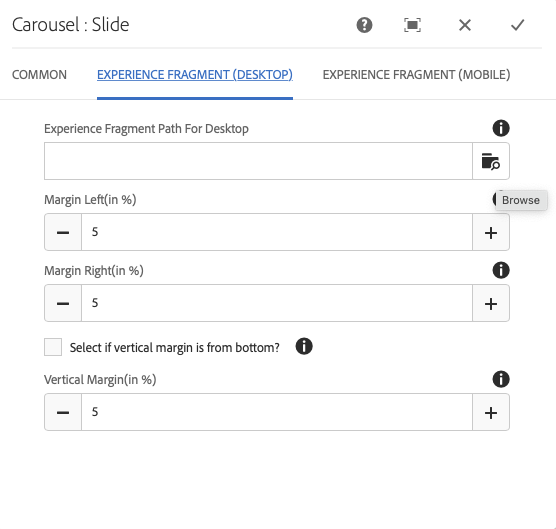 Carousel : Slide
COMMON
EXPERIENCE FRAGMENT (DESKTOP)
EXPERIENCE FRAGMENT (MOBILE)
Experience Fragment Path For Desktop
Margin Left(in %)
Browse
5
Margin Right(in %)
5
Select if vertical margin is from bottom?
Vertical Margin(in %)
5